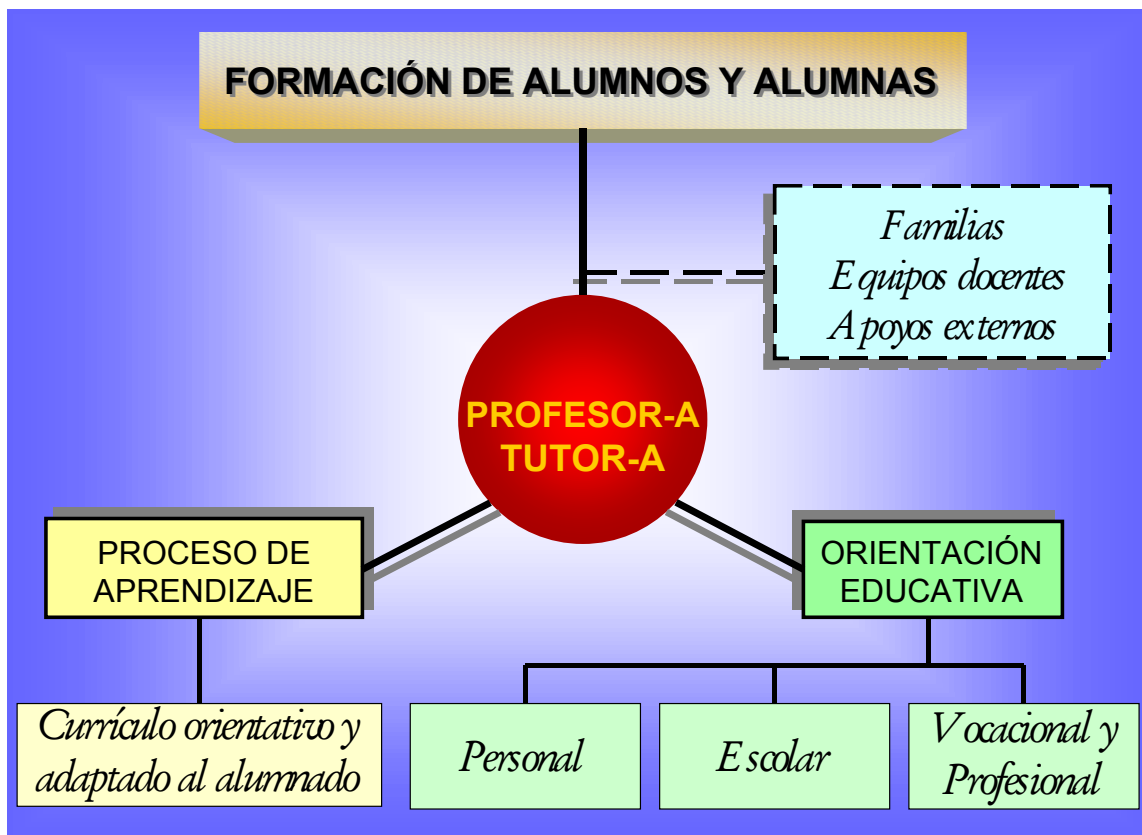 FORMACIÓN DE ALUMNOS Y ALUMNAS
Familias
Equipos docentes
Apoyos externos
PROFESOR-A
TUTOR-A
PROCESO DE
APRENDIZAJE
ORIENTACIÓN
EDUCATIVA
Currículo orientativo y
adaptado al alumnado
Personal
Escolar
Vocacional y
Profesional